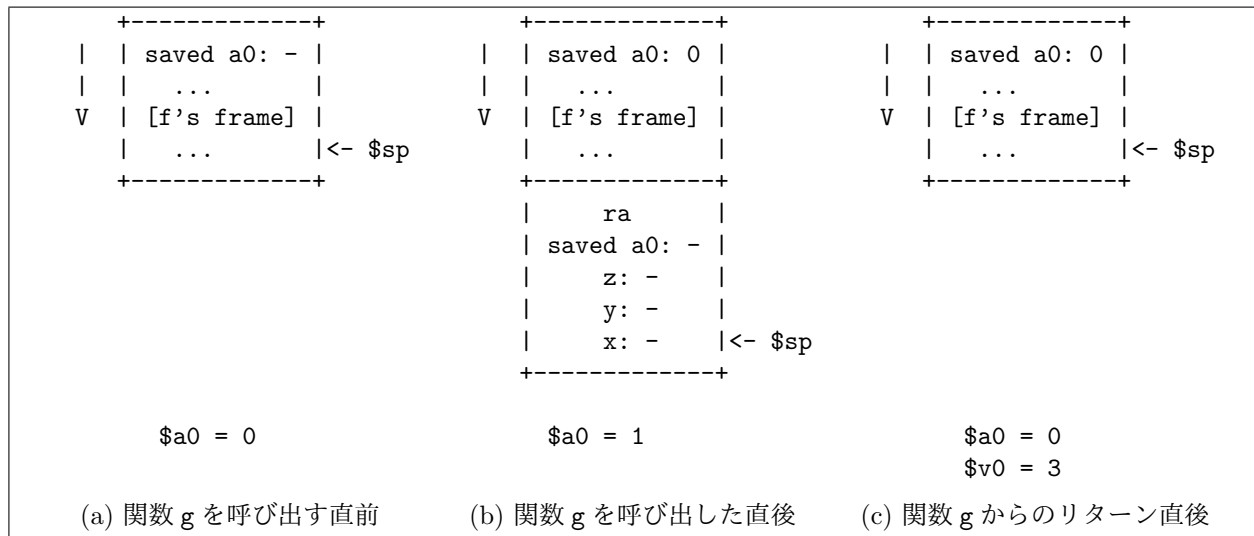 +-------------+ +-------------+ +-------------+
| | saved a0: - | | | saved a0: 0 | | | saved a0: 0 |
| | ... | | | ... | | | ... |
V | [f's frame] | V | [f's frame] | V | [f's frame] |
| ... |<- $sp | ... | | ... |<- $sp
+-------------+ +-------------+ +-------------+
| ra |
| saved a0: - |
| z: - |
| y: - |
| x: - |<- $sp
+-------------+
$a0 = 0 $a0 = 1 $a0 = 0
$v0 = 3
(a) 関数 g を呼び出す直前 (b) 関数 g を呼び出した直後 (c) 関数 g からのリターン直後